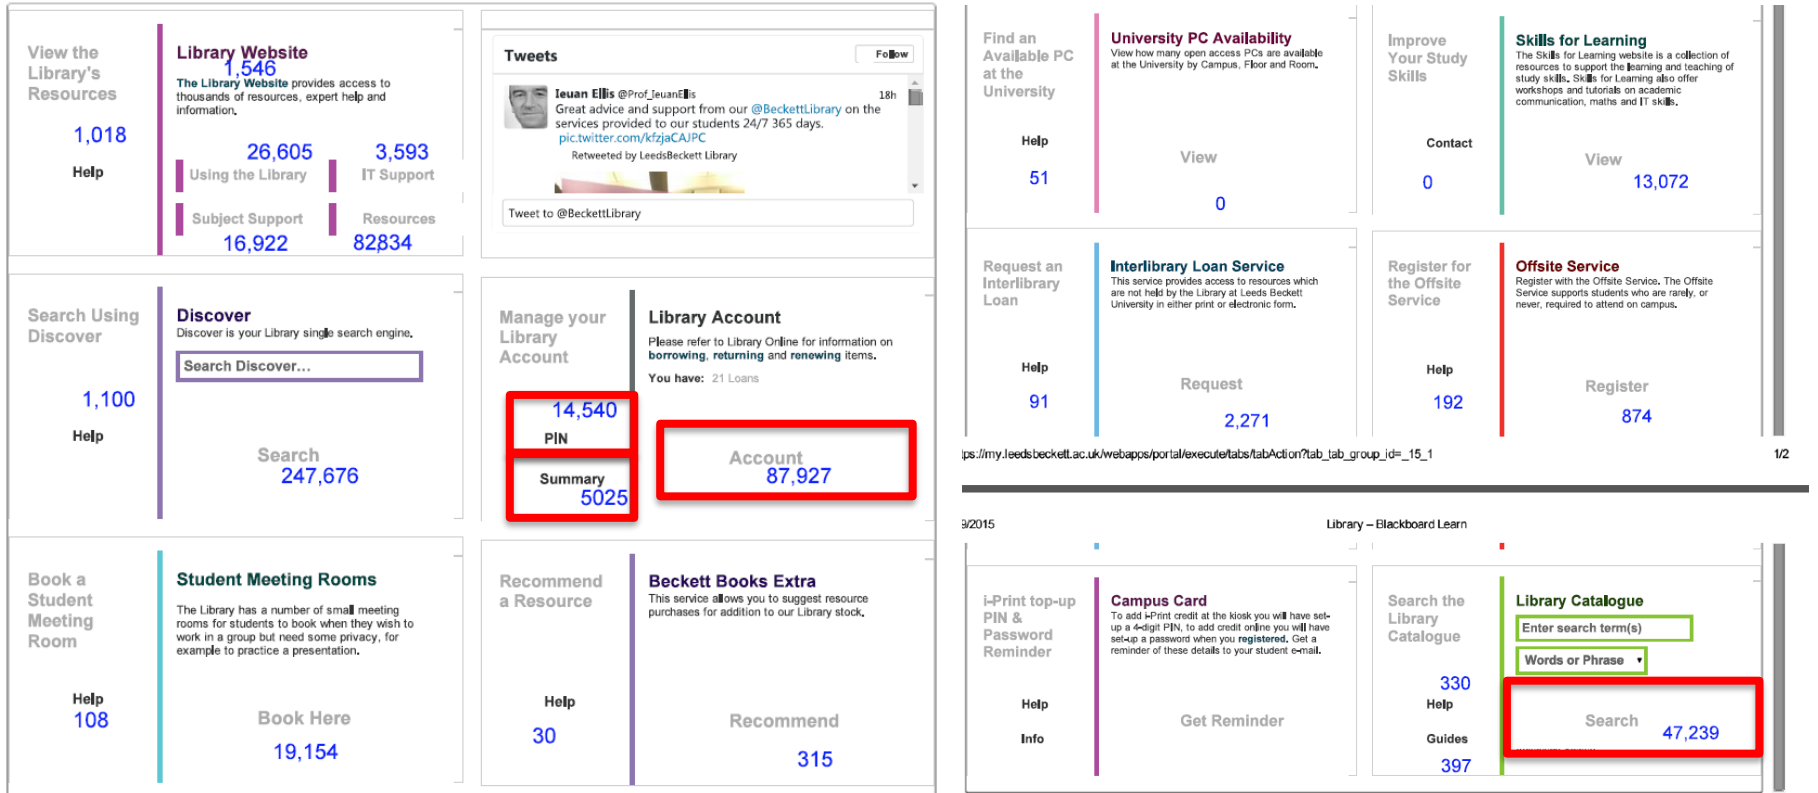 View the
Library's
Resources
1,018
Help
Library Website
1,546
The Library Website provides access to
thousands of resources, expert help and
information.
26,605
3,593
Using the Library
IT Support
Subject Support
Resources
16,922
82834
Tweets
Follow
Ieuan Ellis @Prof_IeuanEllis
18h
Great advice and support from our @BeckettLibrary on the
services provided to our students 24/7 365 days.
pic.twitter.com/kfzjaCAJPC
Retweeted by LeedsBeckett Library
Tweet to @BeckettLibrary
Search Using
Discover
1,100
Help
Discover
Discover is your Library single search engine.
Search Discover...
Search
247,676
Manage your
Library
Account
14,540
PIN
Summary
5025
Library Account
Please refer to Library Online for information on
borrowing, returning and renewing items.
You have: 21 Loans
Account
87,927
Book a
Student
Meeting
Room
Help
108
Student Meeting Rooms
The Library has a number of small meeting
rooms for students to book when they wish to
work in a group but need some privacy, for
example to practice a presentation.
Book Here
19,154
Recommend
a Resource
Help
30
Beckett Books Extra
This service allows you to suggest resource
purchases for addition to our Library stock.
Recommend
315
Find an
Available PC
at the
University
Help
51
University PC Availability
View how many open access PCs are available
at the University by Campus, Floor and Room.
View
0
Improve
Your Study
Skills
Contact
0
Skills for Learning
The Skills for Learning website is a collection of
resources to support the learning and teaching of
study skills. Skills for Learning also offer
workshops and tutorials on academic
communication, maths and IT skills.
View
13,072
Request an
Interlibrary
Loan
Help
91
Interlibrary Loan Service
This service provides access to resources which
are not held by the Library at Leeds Beckett
University in either print or electronic form.
Request
2,271
Register for
the Offsite
Service
Help
192
Offsite Service
Register with the Offsite Service. The Offsite
Service supports students who are rarely, or
never, required to attend on campus.
Register
874
ps://my.leedsbeckett.ac.uk/webapps/portal/execute/tabs/tabAction?tab_tab_group_id=_15_1
1/2
9/2015
Library – Blackboard Learn
i-Print top-up
PIN &
Password
Reminder
Help
Info
Campus Card
To add i-Print credit at the kiosk you will have set-
up a 4-digit PIN, to add credit online you will have
set-up a password when you registered. Get a
reminder of these details to your student e-mail.
Get Reminder
Search the
Library
Catalogue
330
Help
Guides
397
Library Catalogue
Enter search term(s)
Words or Phrase
Search
47,239